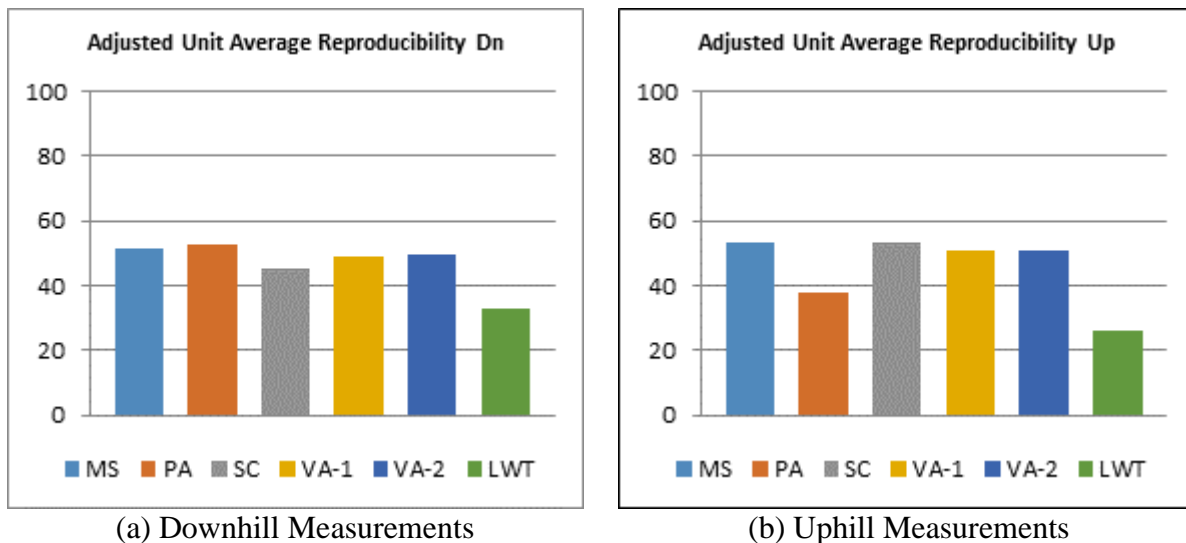 Adjusted Unit Average Reproducibility Dn
100
80
60
40
20
0
MS PA SC VA-1 VA-2 LWT
(a) Downhill Measurements
Adjusted Unit Average Reproducibility Up
100
80
60
40
20
0
MS PA SC VA-1 VA-2 LWT
(b) Uphill Measurements